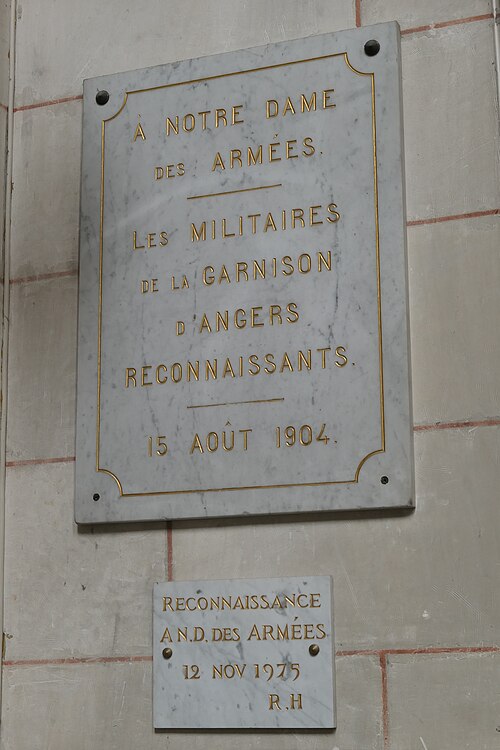 À NOTRE DAME
DES ARMÉES.
LES MILITAIRES
DE LA GARNISON
D'ANGERS
RECONNAISSANTS.
15 AOÛT 1904.
RECONNAISSANCE
A N.D. DES ARMÉES
12 NOV 1975
R.H